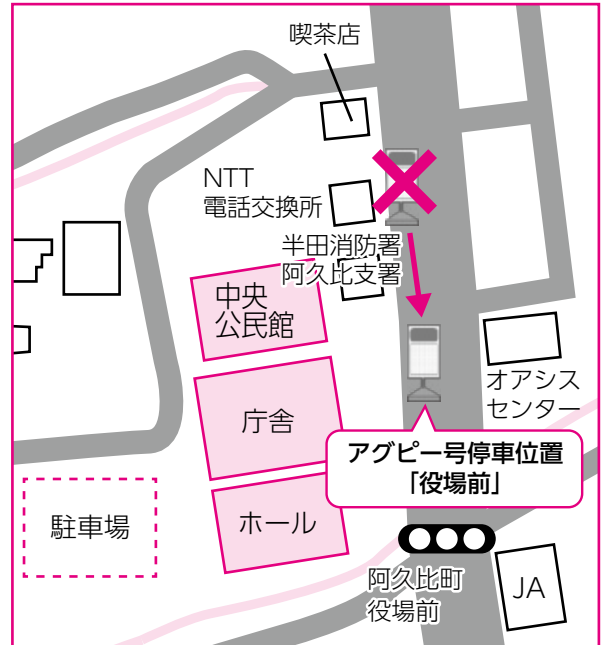 喫茶店
NTT
電話交換所
半田消防署
阿久比支署
中央
公民館
オアシス
センター
庁舎
アグピー号停車位置
「役場前」
駐車場
ホール
阿久比町
役場前
JA